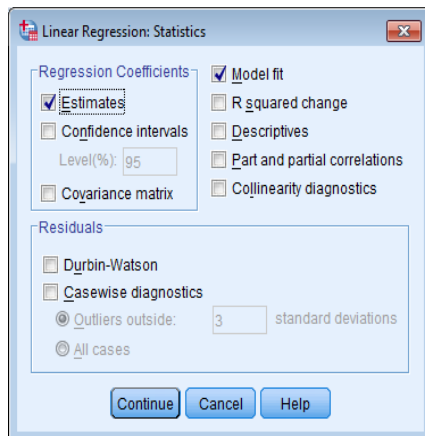 Linear Regression: Statistics
Regression Coefficients
Estimates
Confidence intervals
Level(%): 95
Covariance matrix
Model fit
R squared change
Descriptives
Part and partial correlations
Collinearity diagnostics
Residuals
Durbin-Watson
Casewise diagnostics
Outliers outside: 3 standard deviations
All cases
Continue Cancel Help